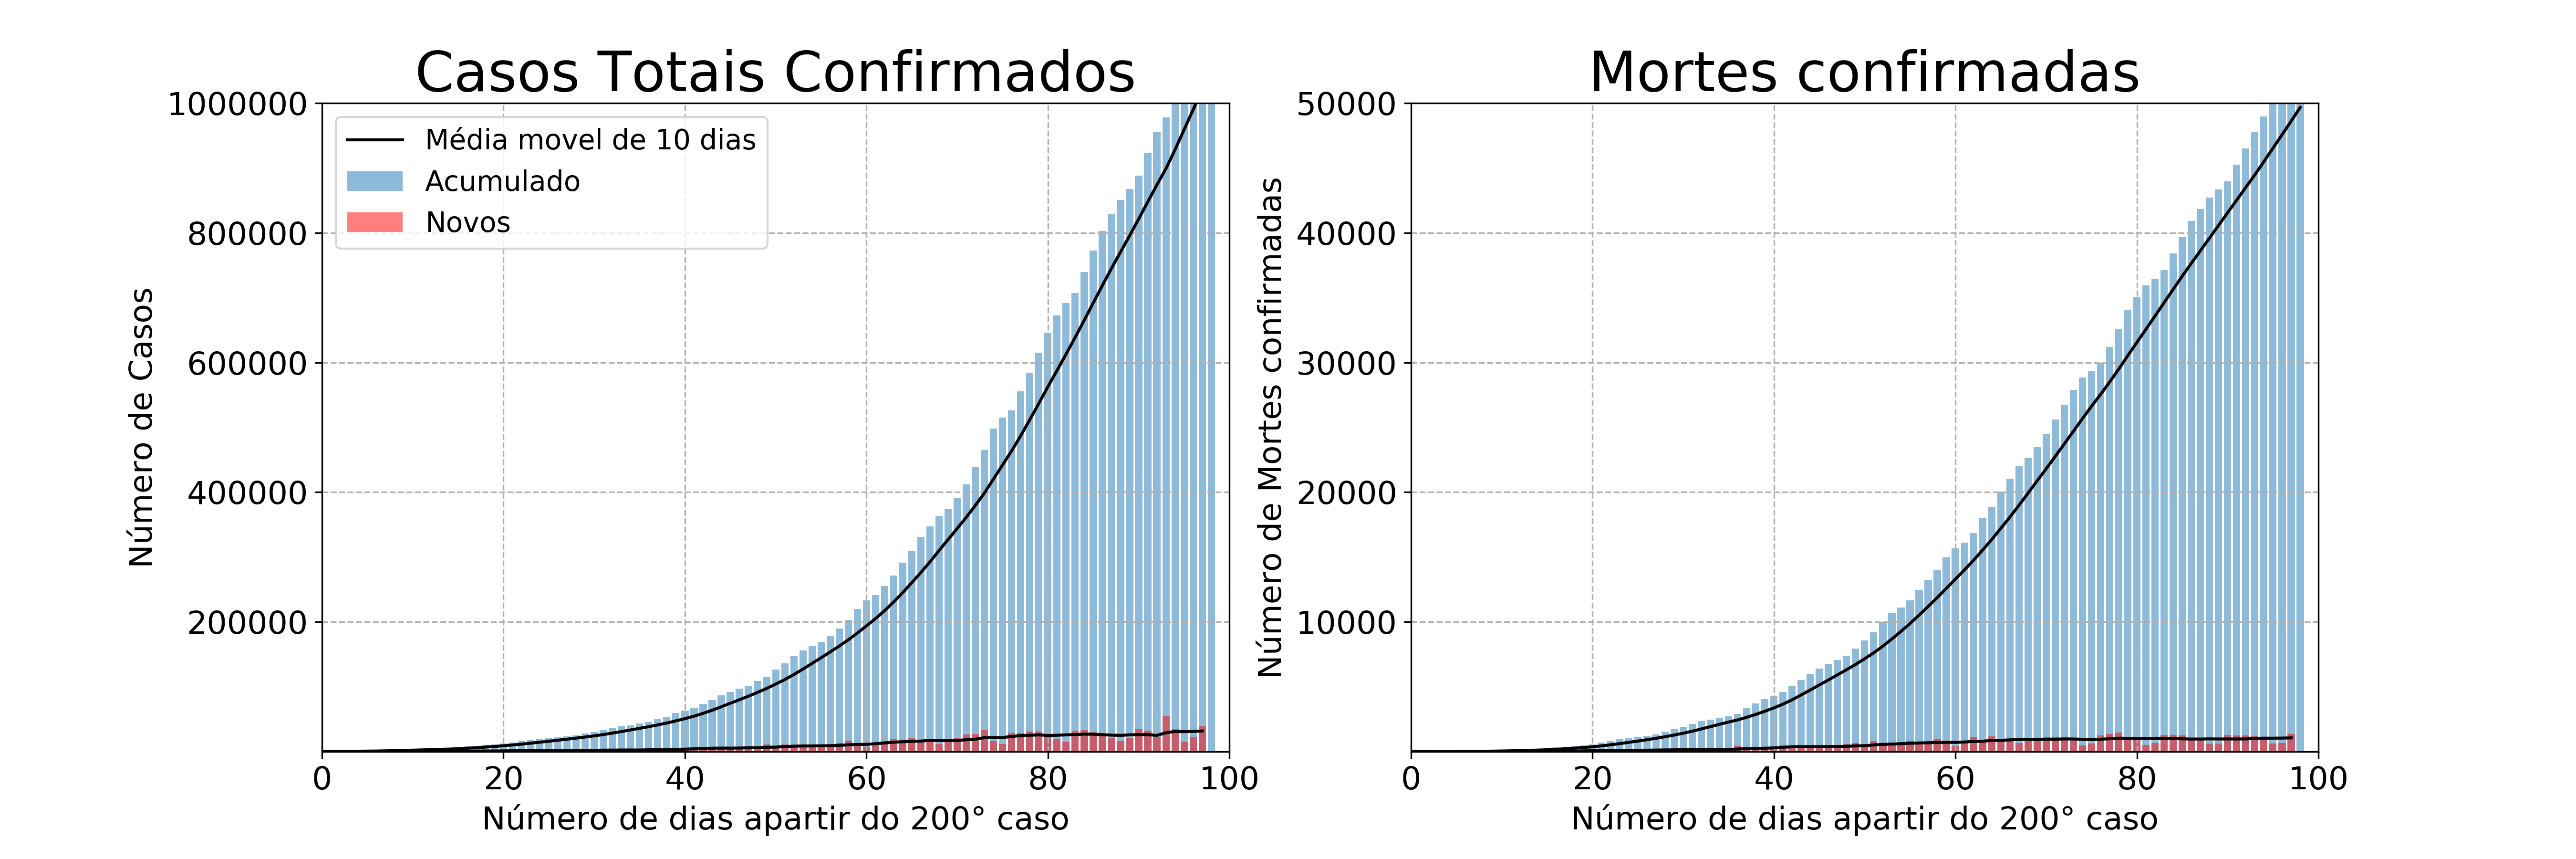 Casos Totais Confirmados
1000000
800000
600000
400000
200000
Número de Casos
Média movel de 10 dias
Acumulado
Novos
0 20 40 60 80 100
Número de dias apartir do 200° caso
Mortes confirmadas
50000
40000
30000
20000
10000
Número de Mortes confirmadas
0 20 40 60 80 100
Número de dias apartir do 200° caso